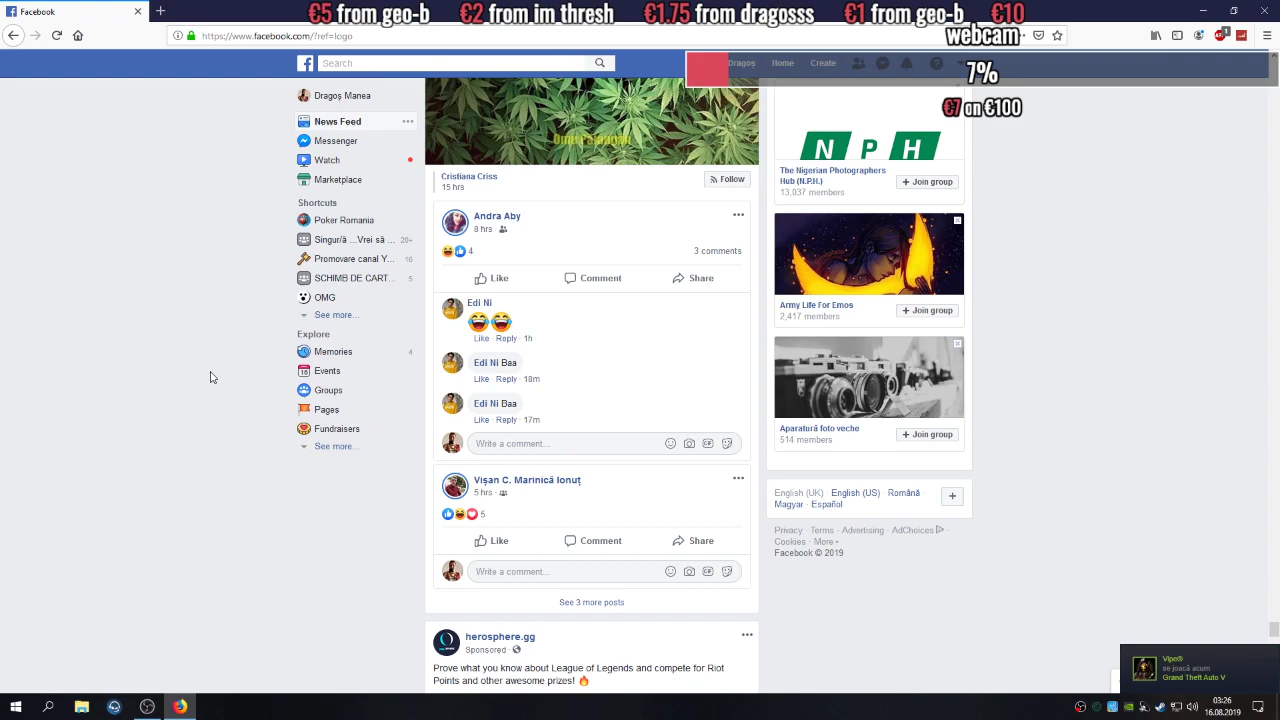 Facebook
€5 from geo-b €2 from im thresh €1.75 from dragosss €1 from geo-b €10
https://www.facebook.com/?ref=logo
webcam
Search
Dragoș Home Create
7%
€7 on €100
Dragoș Manea
News Feed
Messenger
Watch
Marketplace
Shortcuts
Poker Romania
Singur/ă ...Vrei să ... 20+
Promovare canal Y... 16
SCHIMB DE CART... 5
OMG
See more...
Explore
Memories 4
Events
Groups
Pages
Fundraisers
See more...
Cristiana Criss
15 hrs
Follow
Andra Aby
8 hrs
4
3 comments
Like Comment Share
Edi Ni
Like · Reply · 1h
Edi Ni Baa
Like · Reply · 18m
Edi Ni Baa
Like · Reply · 17m
Write a comment...
Vișan C. Marinică Ionuț
5 hrs
5
Like Comment Share
Write a comment...
See 3 more posts
herosphere.gg
Sponsored ·
Prove what you know about League of Legends and compete for Riot
Points and other awesome prizes! 🔥
NPH
The Nigerian Photographers
Hub (N.P.H.)
13,037 members
+ Join group
Army Life For Emos
2,417 members
+ Join group
Aparatură foto veche
514 members
+ Join group
English (UK) · English (US) · Română ·
Magyar · Español
Privacy · Terms · Advertising · AdChoices ·
Cookies · More
Facebook © 2019
Vipe®
se joacă acum
Grand Theft Auto V
03:26
16.08.2019